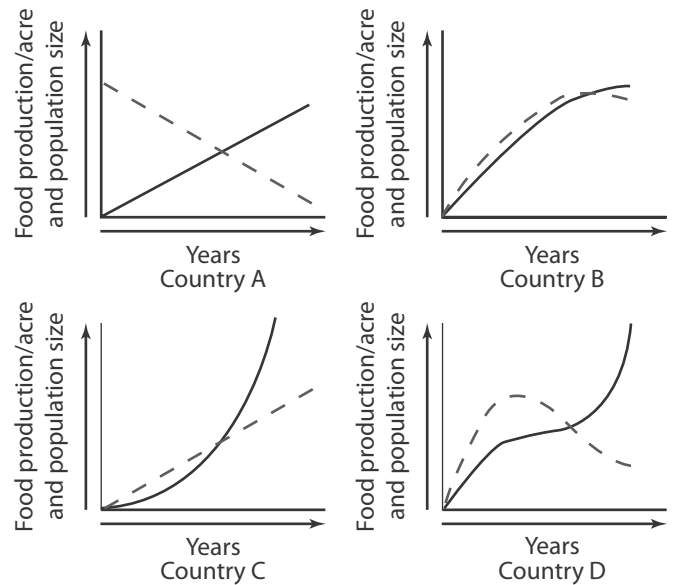 Food production/acre
and population size
Years
Country A
Food production/acre
and population size
Years
Country B
Food production/acre
and population size
Years
Country C
Food production/acre
and population size
Years
Country D